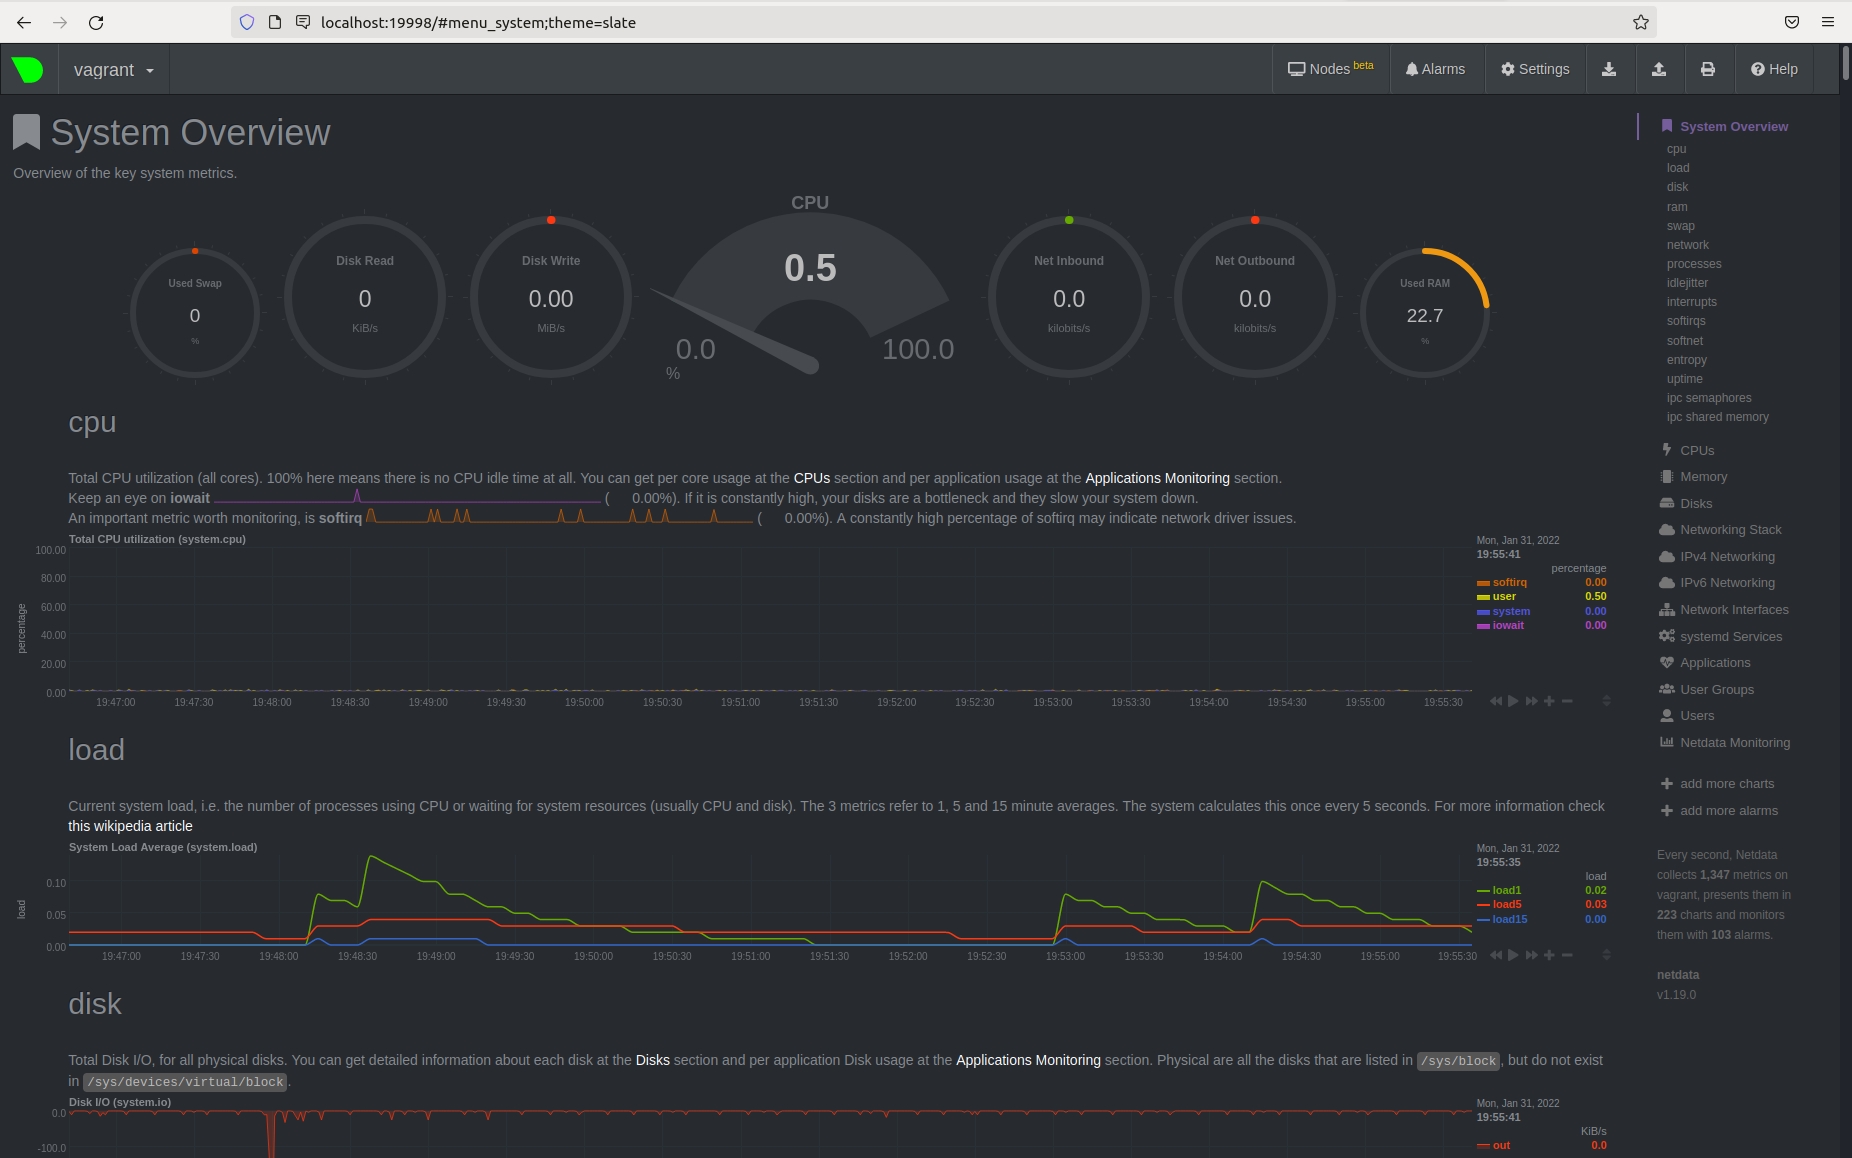 localhost:19998/#menu_system;theme=slate
vagrant
Nodes beta
Alarms
Settings
Help
System Overview
Overview of the key system metrics.
Used Swap
0
%
Disk Read
0
KiB/s
Disk Write
0.00
MiB/s
CPU
0.5
0.0
100.0
%
Net Inbound
0.0
kilobits/s
Net Outbound
0.0
kilobits/s
Used RAM
22.7
%
cpu
Total CPU utilization (all cores). 100% here means there is no CPU idle time at all. You can get per core usage at the CPUs section and per application usage at the Applications Monitoring section.
Keep an eye on iowait ( 0.00%). If it is constantly high, your disks are a bottleneck and they slow your system down.
An important metric worth monitoring, is softirq ( 0.00%). A constantly high percentage of softirq may indicate network driver issues.
Total CPU utilization (system.cpu)
percentage
100.00
80.00
60.00
40.00
20.00
0.00
19:47:00 19:47:30 19:48:00 19:48:30 19:49:00 19:49:30 19:50:00 19:50:30 19:51:00 19:51:30 19:52:00 19:52:30 19:53:00 19:53:30 19:54:00 19:54:30 19:55:00 19:55:30
Mon, Jan 31, 2022
19:55:41
percentage
softirq 0.00
user 0.50
system 0.00
iowait 0.00
load
Current system load, i.e. the number of processes using CPU or waiting for system resources (usually CPU and disk). The 3 metrics refer to 1, 5 and 15 minute averages. The system calculates this once every 5 seconds. For more information check
this wikipedia article
System Load Average (system.load)
load
0.10
0.05
0.00
19:47:00 19:47:30 19:48:00 19:48:30 19:49:00 19:49:30 19:50:00 19:50:30 19:51:00 19:51:30 19:52:00 19:52:30 19:53:00 19:53:30 19:54:00 19:54:30 19:55:00 19:55:30
Mon, Jan 31, 2022
19:55:35
load
load1 0.02
load5 0.03
load15 0.00
disk
Total Disk I/O, for all physical disks. You can get detailed information about each disk at the Disks section and per application Disk usage at the Applications Monitoring section. Physical are all the disks that are listed in /sys/block, but do not exist
in /sys/devices/virtual/block.
Disk I/O (system.io)
0.0
-100.0
Mon, Jan 31, 2022
19:55:41
KiB/s
out 0.0
System Overview
cpu
load
disk
ram
swap
network
processes
idlejitter
interrupts
softirqs
softnet
entropy
uptime
ipc semaphores
ipc shared memory
CPUs
Memory
Disks
Networking Stack
IPv4 Networking
IPv6 Networking
Network Interfaces
systemd Services
Applications
User Groups
Users
Netdata Monitoring
add more charts
add more alarms
Every second, Netdata
collects 1,347 metrics on
vagrant, presents them in
223 charts and monitors
them with 103 alarms.
netdata
v1.19.0